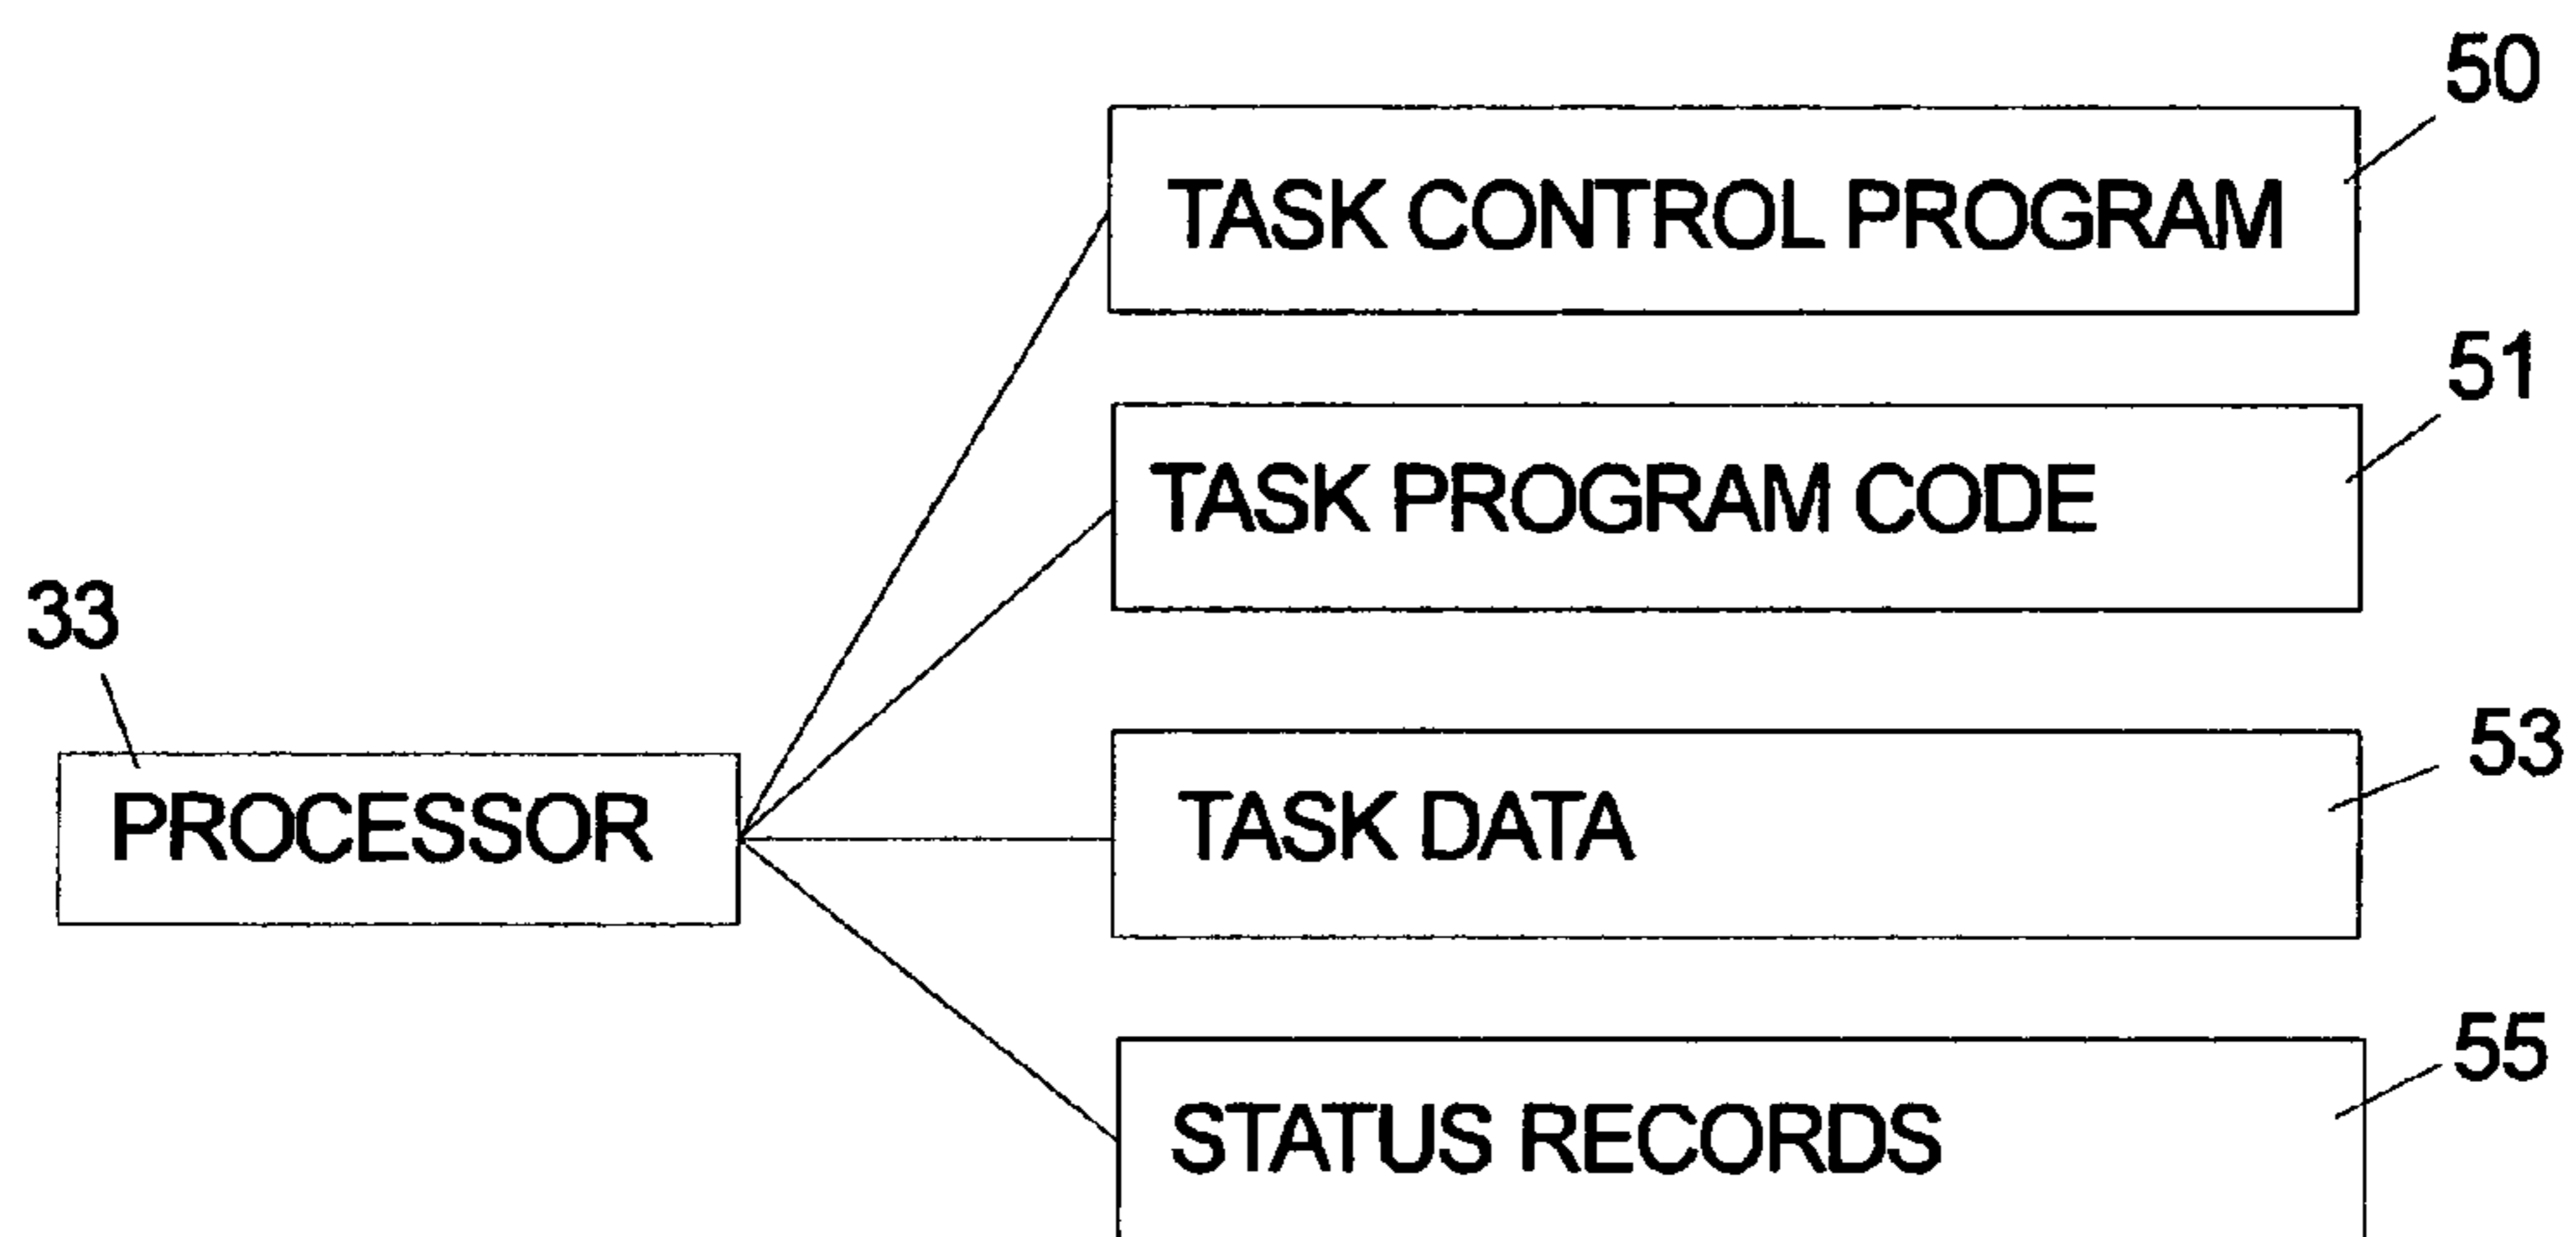 50
TASK CONTROL PROGRAM
51
TASK PROGRAM CODE
33
PROCESSOR
53
TASK DATA
55
STATUS RECORDS